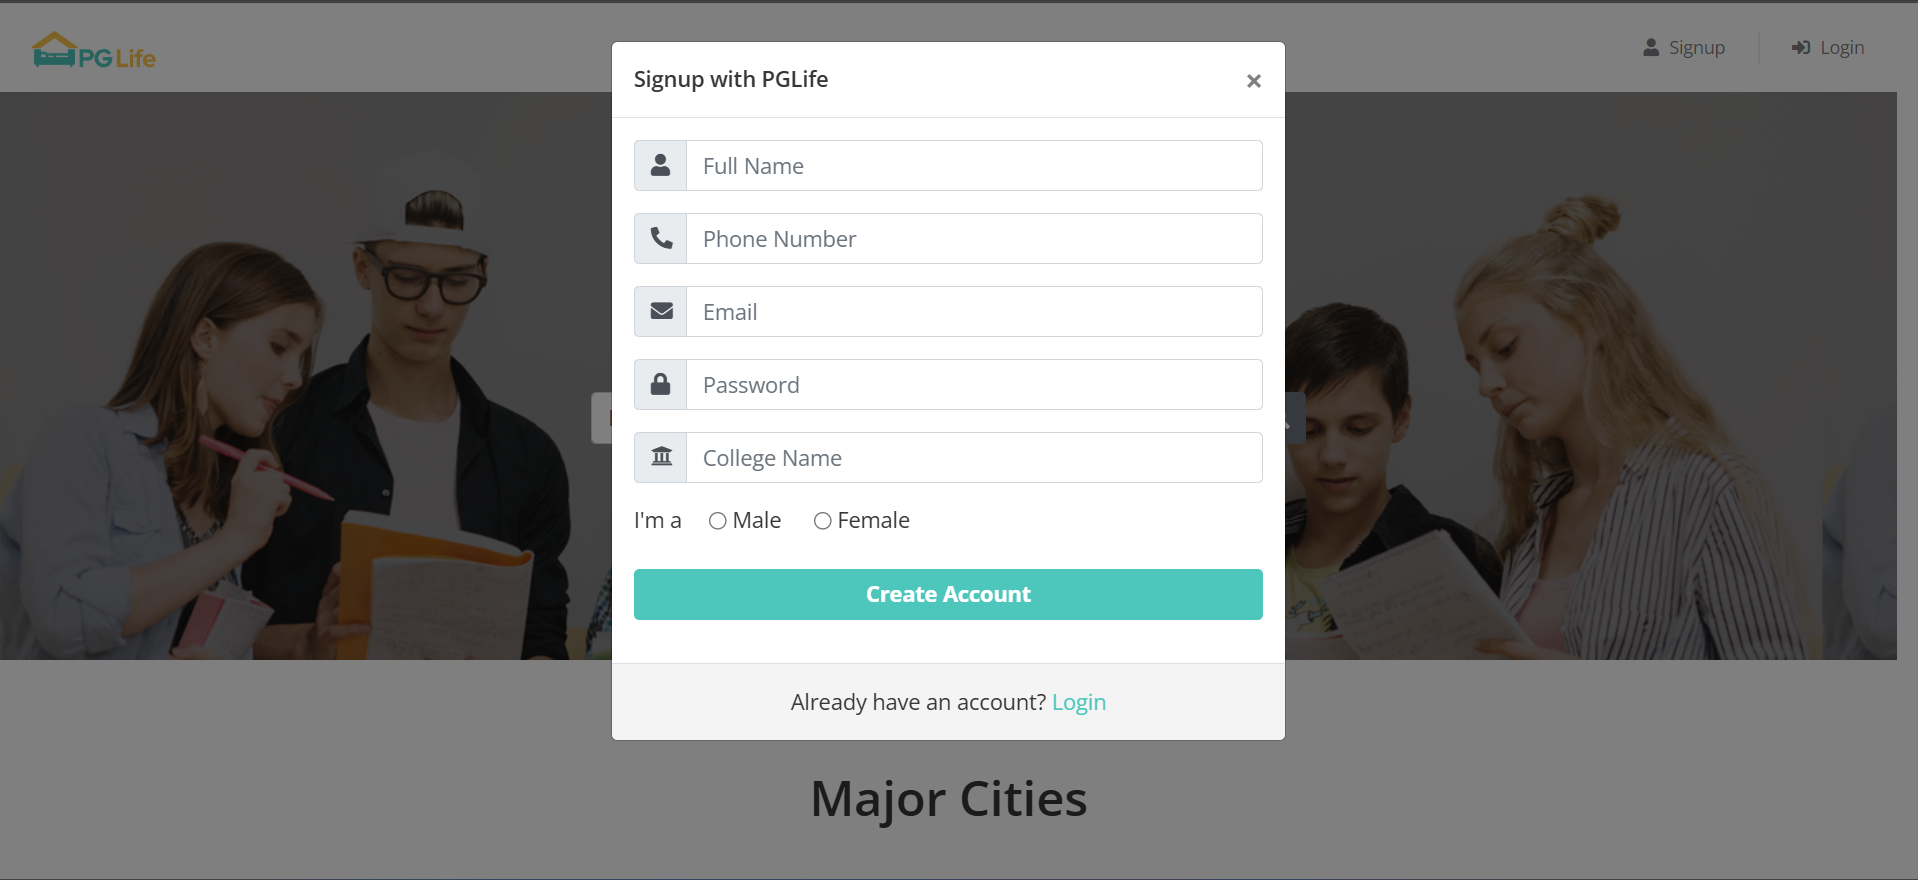 PG Life
Signup
Login
Signup with PGLife
×
Full Name
Phone Number
Email
Password
College Name
I'm a Male Female
Create Account
Already have an account? Login
Major Cities